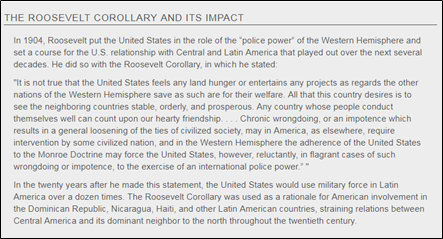 THE ROOSEVELT COROLLARY AND ITS IMPACT
In 1904, Roosevelt put the United States in the role of the "police power" of the Western Hemisphere and
set a course for the U.S. relationship with Central and Latin America that played out over the next several
decades. He did so with the Roosevelt Corollary, in which he stated:
"It is not true that the United States feels any land hunger or entertains any projects as regards the other
nations of the Western Hemisphere save as such are for their welfare. All that this country desires is to
see the neighboring countries stable, orderly, and prosperous. Any country whose people conduct
themselves well can count upon our hearty friendship. . . . Chronic wrongdoing, or an impotence which
results in a general loosening of the ties of civilized society, may in America, as elsewhere, require
intervention by some civilized nation, and in the Western Hemisphere the adherence of the United States
to the Monroe Doctrine may force the United States, however, reluctantly, in flagrant cases of such
wrongdoing or impotence, to the exercise of an international police power." "
In the twenty years after he made this statement, the United States would use military force in Latin
America over a dozen times. The Roosevelt Corollary was used as a rationale for American involvement in
the Dominican Republic, Nicaragua, Haiti, and other Latin American countries, straining relations between
Central America and its dominant neighbor to the north throughout the twentieth century.